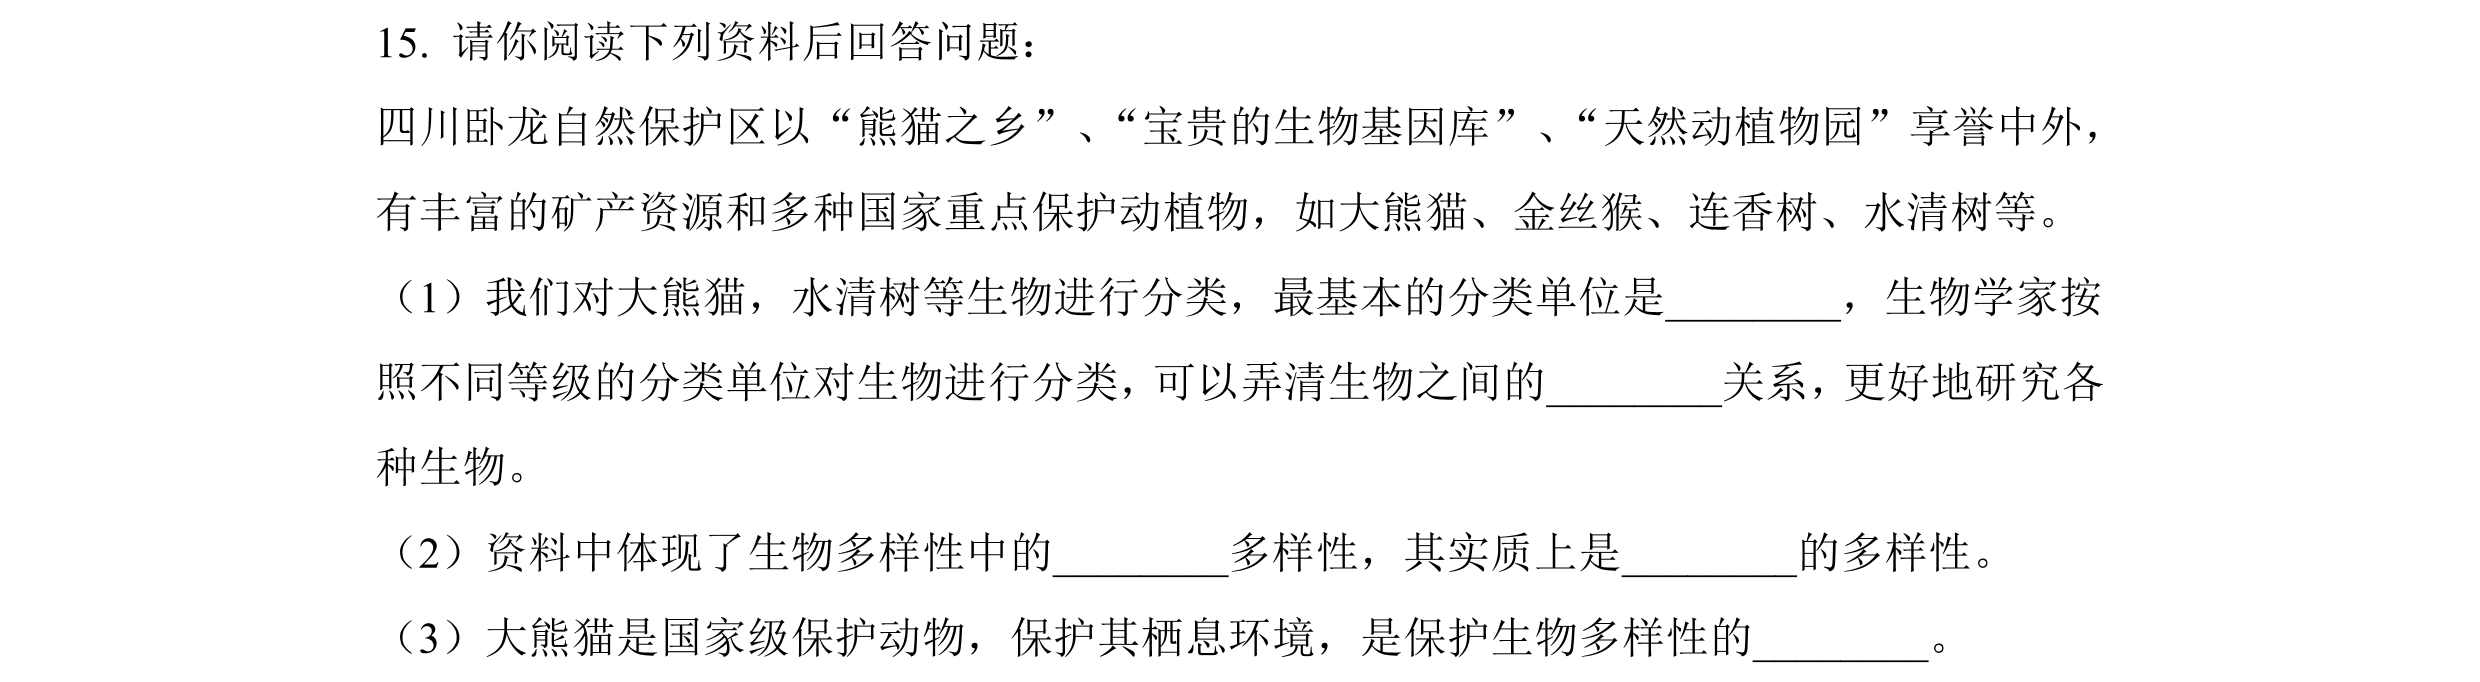 15. 请你阅读下列资料后回答问题：
四川卧龙自然保护区以“熊猫之乡”、“宝贵的生物基因库”、“天然动植物园”享誉中外，
有丰富的矿产资源和多种国家重点保护动植物，如大熊猫、金丝猴、连香树、水清树等。
（1）我们对大熊猫，水清树等生物进行分类，最基本的分类单位是________，生物学家按
照不同等级的分类单位对生物进行分类，可以弄清生物之间的________关系，更好地研究各
种生物。
（2）资料中体现了生物多样性中的________多样性，其实质上是________的多样性。
（3）大熊猫是国家级保护动物，保护其栖息环境，是保护生物多样性的________。